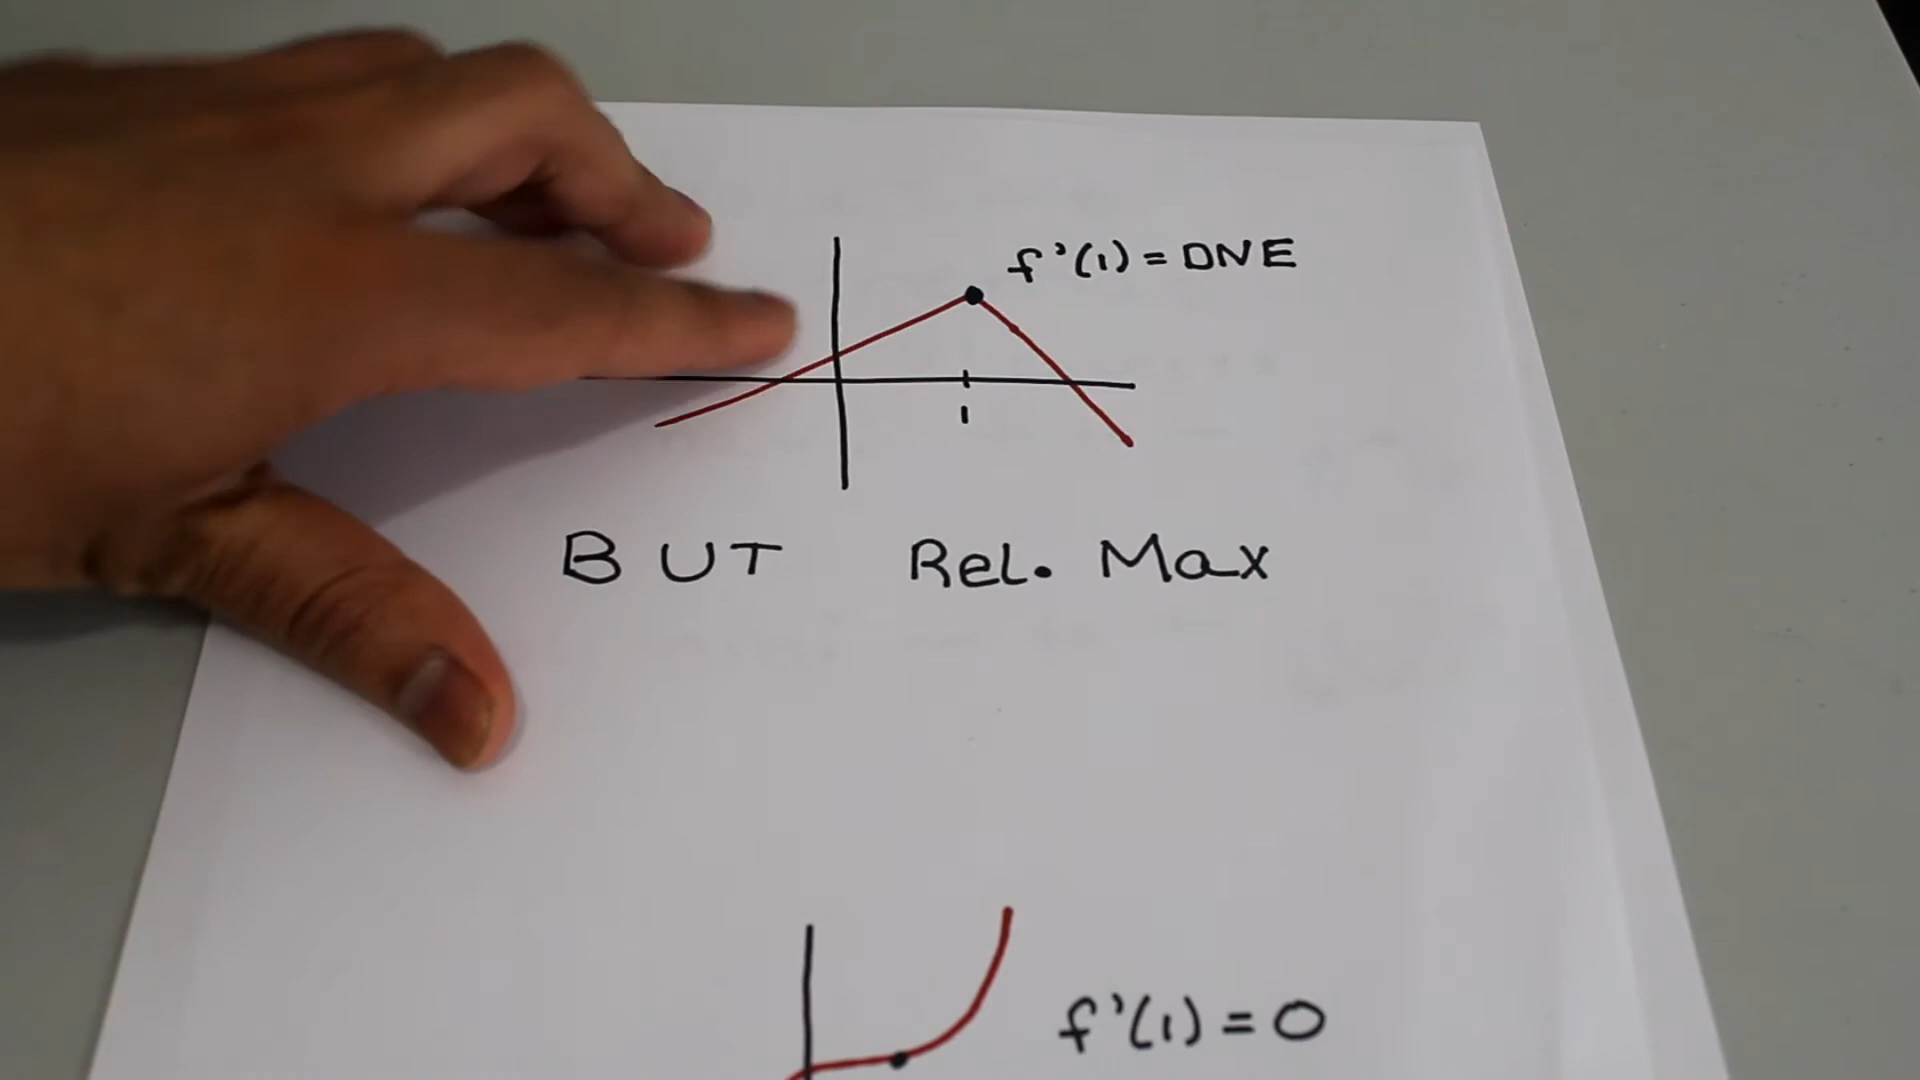 f'(1) = DNE
1
BUT Rel. Max
f'(1) = 0